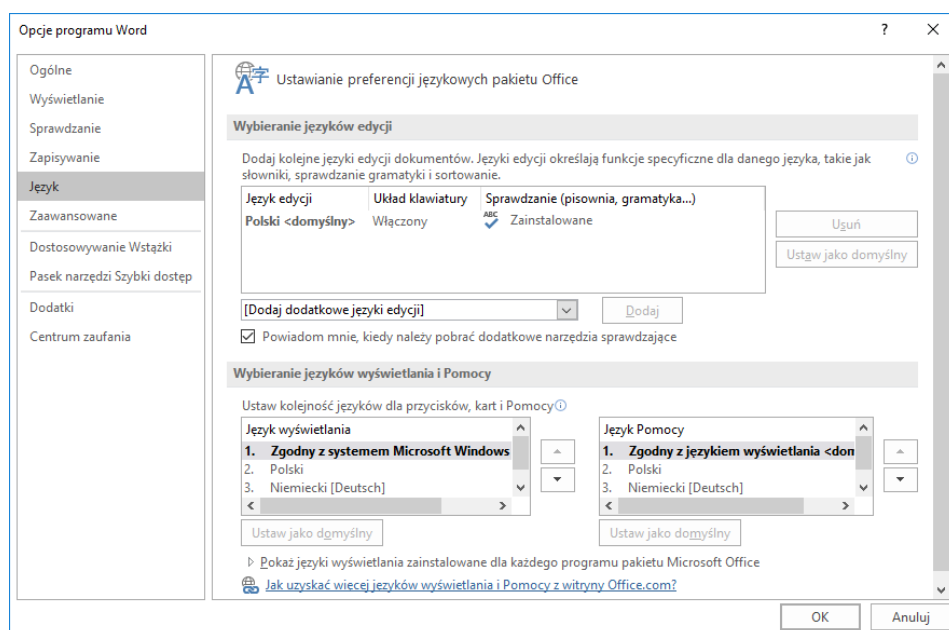 Opcje programu Word
?
Ogólne
Wyświetlanie
Sprawdzanie
Zapisywanie
Język
Zaawansowane
Dostosowywanie Wstążki
Pasek narzędzi Szybki dostęp
Dodatki
Centrum zaufania
Ustawianie preferencji językowych pakietu Office
Wybieranie języków edycji
Dodaj kolejne języki edycji dokumentów. Języki edycji określają funkcje specyficzne dla danego języka, takie jak
słowniki, sprawdzanie gramatyki i sortowanie.
Język edycji Układ klawiatury Sprawdzanie (pisownia, gramatyka...)
Polski <domyślny> Włączony ABC Zainstalowane
Usuń
Ustaw jako domyślny
[Dodaj dodatkowe języki edycji] Dodaj
Powiadom mnie, kiedy należy pobrać dodatkowe narzędzia sprawdzające
Wybieranie języków wyświetlania i Pomocy
Ustaw kolejność języków dla przycisków, kart i Pomocy
Język wyświetlania
1. Zgodny z systemem Microsoft Windows
2. Polski
3. Niemiecki [Deutsch]
Ustaw jako domyślny
Język Pomocy
1. Zgodny z językiem wyświetlania <don
2. Polski
3. Niemiecki [Deutsch]
Ustaw jako domyślny
Pokaż języki wyświetlania zainstalowane dla każdego programu pakietu Microsoft Office
Jak uzyskać więcej języków wyświetlania i Pomocy z witryny Office.com?
OK Anuluj